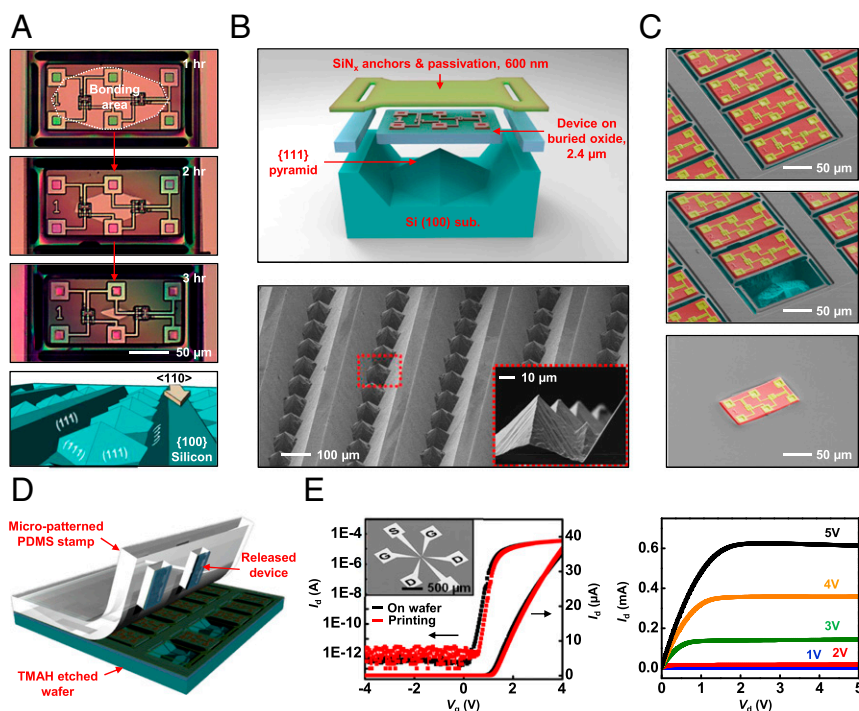 A
1 hr
Bonding
area
1
2 hr
1
3 hr
1
50 µm
<110>
(111)
(111)
(111)
(111)
{100}
Silicon
B
SiNx anchors & passivation, 600 nm
Device on
buried oxide,
2.4 µm
{111}
pyramid
Si (100) sub.
10 µm
100 µm
C
50 µm
50 µm
50 µm
D
Micro-patterned
PDMS stamp
Released
device
TMAH etched
wafer
E
1E-4
1E-6
1E-8
1E-10
1E-12
Id (A)
S
G
D
G
D
500 µm
On wafer
Printing
40
30
20
10
0
Id (µA)
-4
-2
0
2
4
Vg (V)
0.6
0.4
0.2
0.0
Id (mA)
5V
4V
3V
1V
2V
0
1
2
3
4
5
Vd (V)